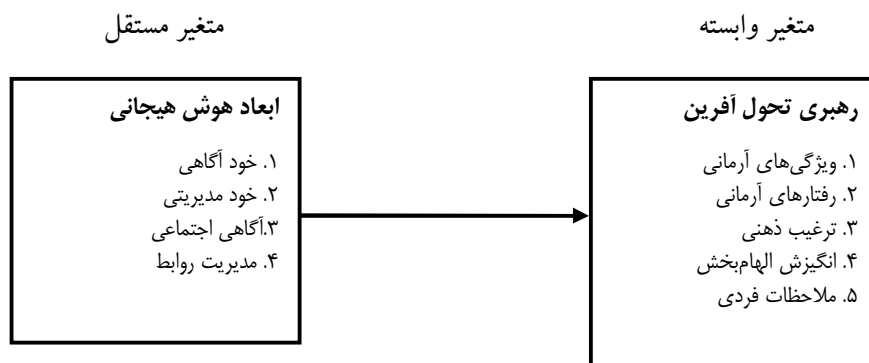 متغیر وابسته
رهبری تحول آفرین
۱. ویژگی‌های آرمانی
۲. رفتارهای آرمانی
۳. ترغیب ذهنی
۴. انگیزش الهام‌بخش
۵. ملاحظات فردی
متغیر مستقل
ابعاد هوش هیجانی
۱. خود آگاهی
۲. خود مدیریتی
۳.آگاهی اجتماعی
۴. مدیریت روابط